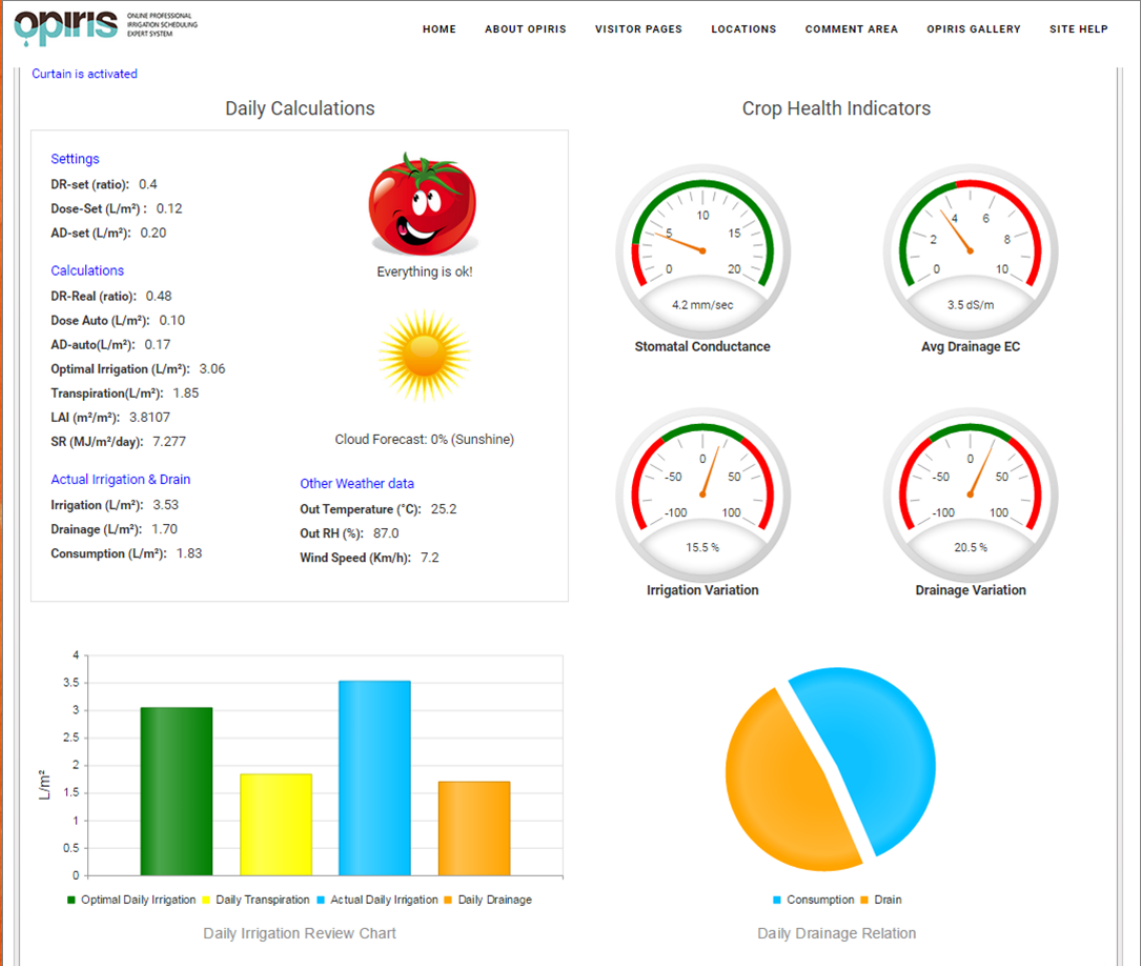 opiris
ONLINE PROFESSIONAL
IRRIGATION SCHEDULING
EXPERT SYSTEM
HOME ABOUT OPIRIS VISITOR PAGES LOCATIONS COMMENT AREA OPIRIS GALLERY SITE HELP
Curtain is activated
Daily Calculations
Settings
DR-set (ratio): 0.4
Dose-Set (L/m²) : 0.12
AD-set (L/m²): 0.20
Calculations
DR-Real (ratio): 0.48
Dose Auto (L/m²): 0.10
AD-auto(L/m²): 0.17
Optimal Irrigation (L/m²): 3.06
Transpiration(L/m²): 1.85
LAI (m²/m²): 3.8107
SR (MJ/m²/day): 7.277
Actual Irrigation & Drain
Irrigation (L/m²): 3.53
Drainage (L/m²): 1.70
Consumption (L/m²): 1.83
Everything is ok!
Cloud Forecast: 0% (Sunshine)
Other Weather data
Out Temperature (°C): 25.2
Out RH (%): 87.0
Wind Speed (Km/h): 7.2
Crop Health Indicators
0 5 10 15 20
4.2 mm/sec
Stomatal Conductance
0 2 4 6 8 10
3.5 dS/m
Avg Drainage EC
-100 -50 0 50 100
15.5 %
Irrigation Variation
-100 -50 0 50 100
20.5 %
Drainage Variation
4
3.5
3
2.5
2
1.5
1
0.5
0
L/m²
Optimal Daily Irrigation Daily Transpiration Actual Daily Irrigation Daily Drainage
Daily Irrigation Review Chart
Consumption Drain
Daily Drainage Relation